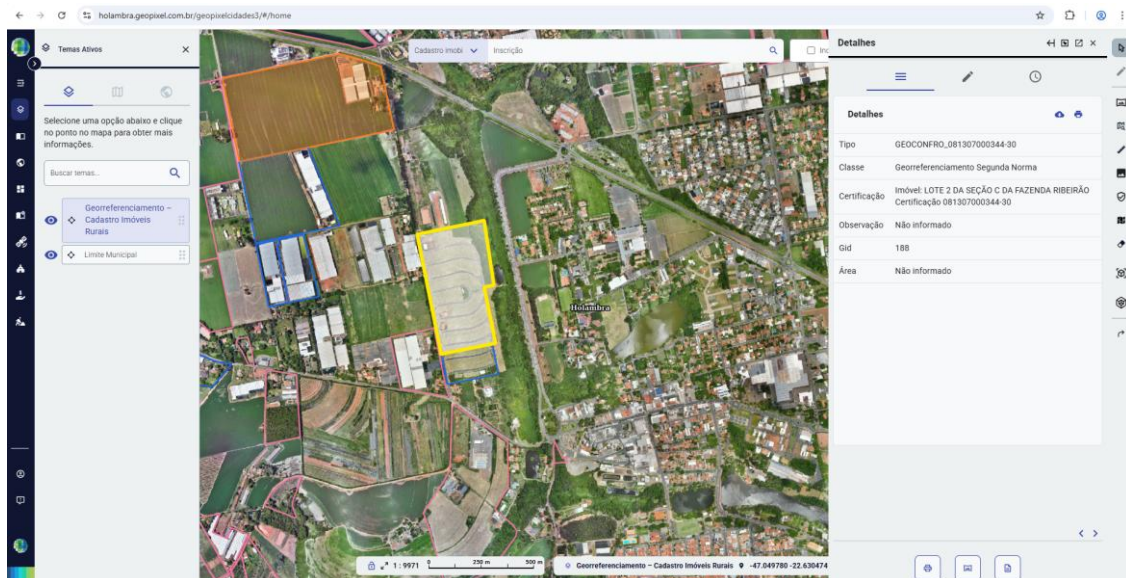 holambra.geopixel.com.br/geopixelcidades3/#/home
Temas Ativos
Selecione uma opção abaixo e clique
no ponto no mapa para obter mais
informações.
Buscar temas...
Georreferenciamento –
Cadastro Imóveis
Rurais
Limite Municipal
Cadastro imobi
Inscrição
Holambra
1 : 9971
0
250 m
500 m
Georreferenciamento – Cadastro Imóveis Rurais
-47.049780 -22.630474
Detalhes
Detalhes
Tipo GEOCONFRO_081307000344-30
Classe Georreferenciamento Segunda Norma
Certificação Imóvel: LOTE 2 DA SEÇÃO C DA FAZENDA RIBEIRÃO
Certificação 081307000344-30
Observação Não informado
Gid 188
Área Não informado